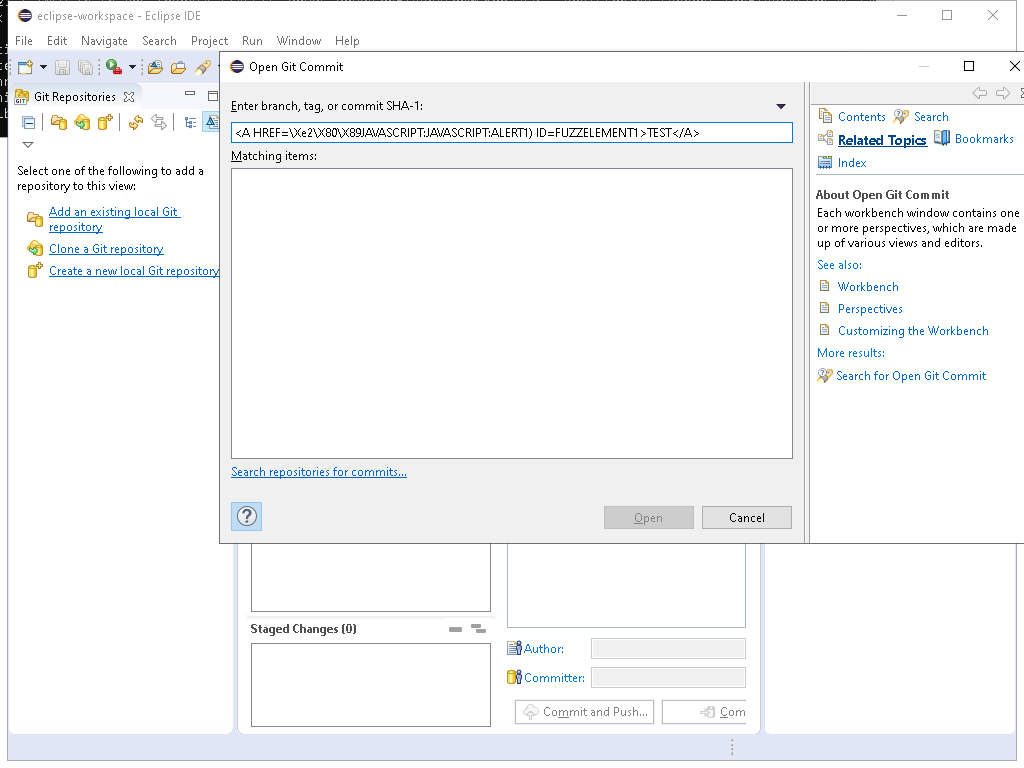 eclipse-workspace - Eclipse IDE
File Edit Navigate Search Project Run Window Help
Git Repositories
Select one of the following to add a
repository to this view:
Add an existing local Git
repository
Clone a Git repository
Create a new local Git repository
Open Git Commit
Enter branch, tag, or commit SHA-1:
<A HREF=\Xe2\X80\X89JAVASCRIPT:JAVASCRIPT:ALERT1) ID=FUZZELEMENT1>TEST</A>
Matching items:
Search repositories for commits...
Open Cancel
Contents Search
Related Topics Bookmarks
Index
About Open Git Commit
Each workbench window contains one
or more perspectives, which are made
up of various views and editors.
See also:
Workbench
Perspectives
Customizing the Workbench
More results:
Search for Open Git Commit
Staged Changes (0)
Author:
Committer:
Commit and Push...
Com